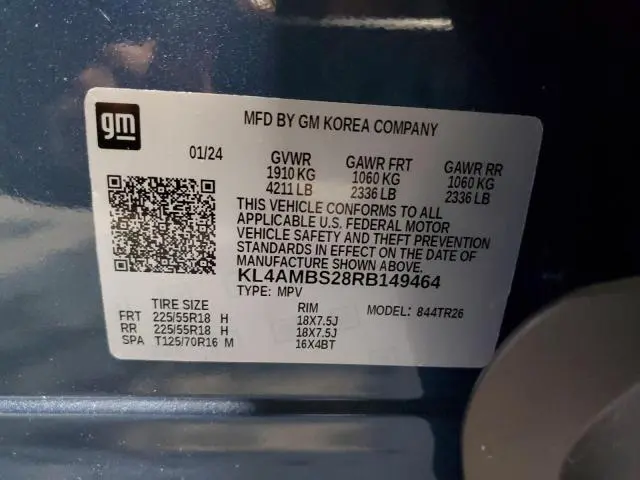 gm
MFD BY GM KOREA COMPANY
01/24 GVWR GAWR FRT GAWR RR
1910 KG 1060 KG 1060 KG
4211 LB 2336 LB 2336 LB
THIS VEHICLE CONFORMS TO ALL
APPLICABLE U.S. FEDERAL MOTOR
VEHICLE SAFETY AND THEFT PREVENTION
STANDARDS IN EFFECT ON THE DATE OF
MANUFACTURE SHOWN ABOVE.
KL4AMBS28RB149464
TYPE: MPV
TIRE SIZE RIM MODEL: 844TR26
FRT 225/55R18 H 18X7.5J
RR 225/55R18 H 18X7.5J
SPA T125/70R16 M 16X4BT